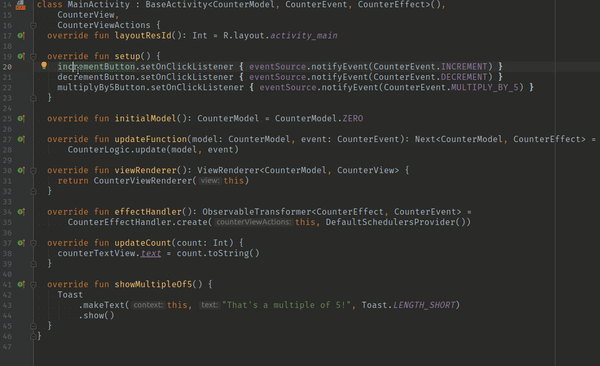 14 class MainActivity : BaseActivity<CounterModel, CounterEvent, CounterEffect>(),
15 CounterView,
16 CounterViewActions {
17 override fun layoutResId(): Int = R.layout.activity_main
18
19 override fun setup() {
20 incrementButton.setOnClickListener { eventSource.notifyEvent(CounterEvent.INCREMENT) }
21 decrementButton.setOnClickListener { eventSource.notifyEvent(CounterEvent.DECREMENT) }
22 multiplyBy5Button.setOnClickListener { eventSource.notifyEvent(CounterEvent.MULTIPLY_BY_5) }
23 }
24
25 override fun initialModel(): CounterModel = CounterModel.ZERO
26
27 override fun updateFunction(model: CounterModel, event: CounterEvent): Next<CounterModel, CounterEffect> =
28 CounterLogic.update(model, event)
29
30 override fun viewRenderer(): ViewRenderer<CounterModel, CounterView> {
31 return CounterViewRenderer( view: this)
32 }
33
34 override fun effectHandler(): ObservableTransformer<CounterEffect, CounterEvent> =
35 CounterEffectHandler.create( counterViewActions: this, DefaultSchedulersProvider())
36
37 override fun updateCount(count: Int) {
38 counterTextView.text = count.toString()
39 }
40
41 override fun showMultipleOf5() {
42 Toast
43 .makeText( context: this, text: "That's a multiple of 5!", Toast.LENGTH_SHORT)
44 .show()
45 }
46 }
47